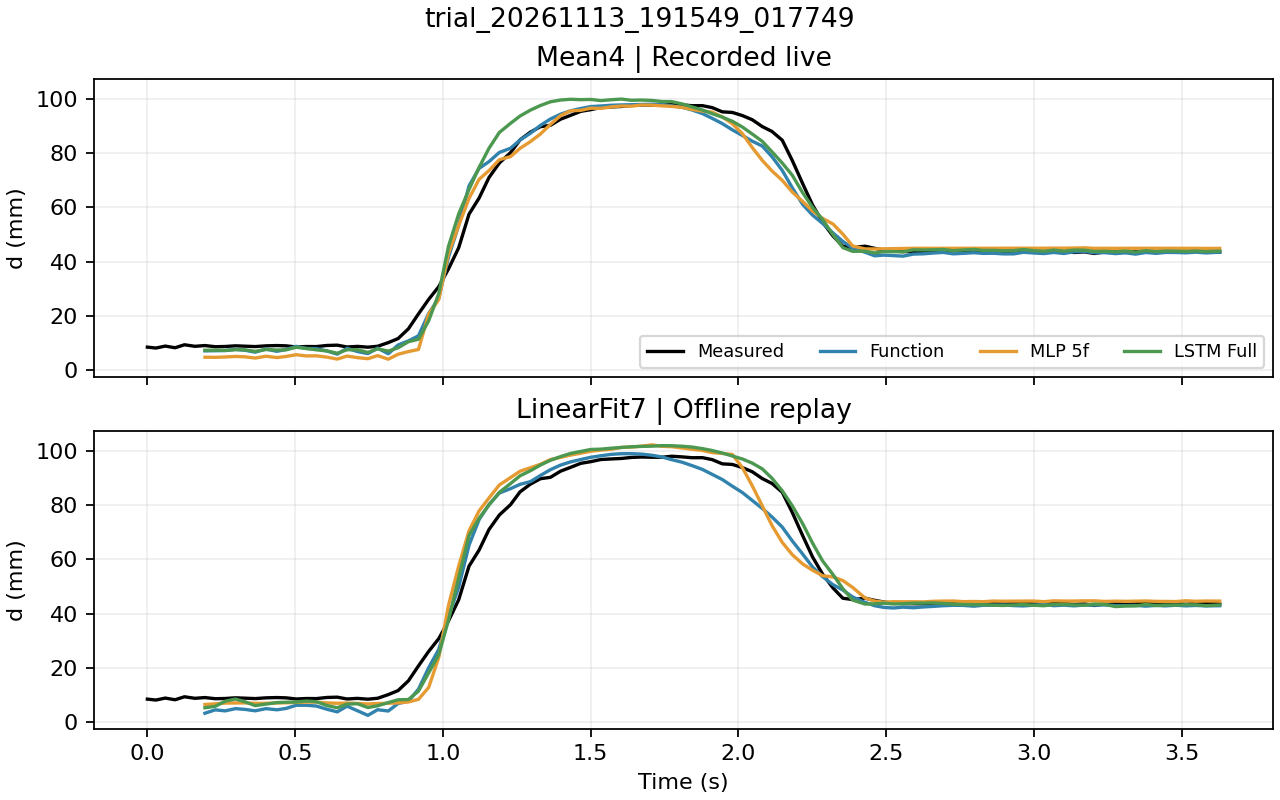 trial_20261113_191549_017749
Mean4 | Recorded live
100
80
60
40
20
0
d (mm)
Measured Function MLP 5f LSTM Full
LinearFit7 | Offline replay
100
80
60
40
20
0
d (mm)
0.0 0.5 1.0 1.5 2.0 2.5 3.0 3.5
Time (s)